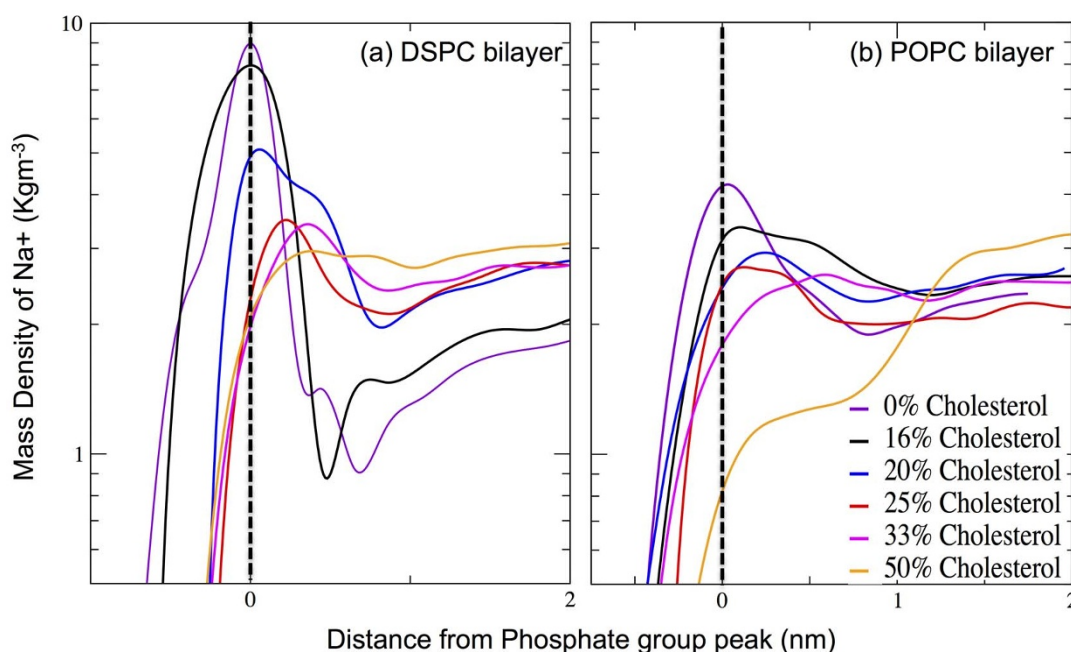 10
(a) DSPC bilayer
(b) POPC bilayer
Mass Density of Na+ (Kgm-3)
1
0% Cholesterol
16% Cholesterol
20% Cholesterol
25% Cholesterol
33% Cholesterol
50% Cholesterol
0
2
0
1
2
Distance from Phosphate group peak (nm)